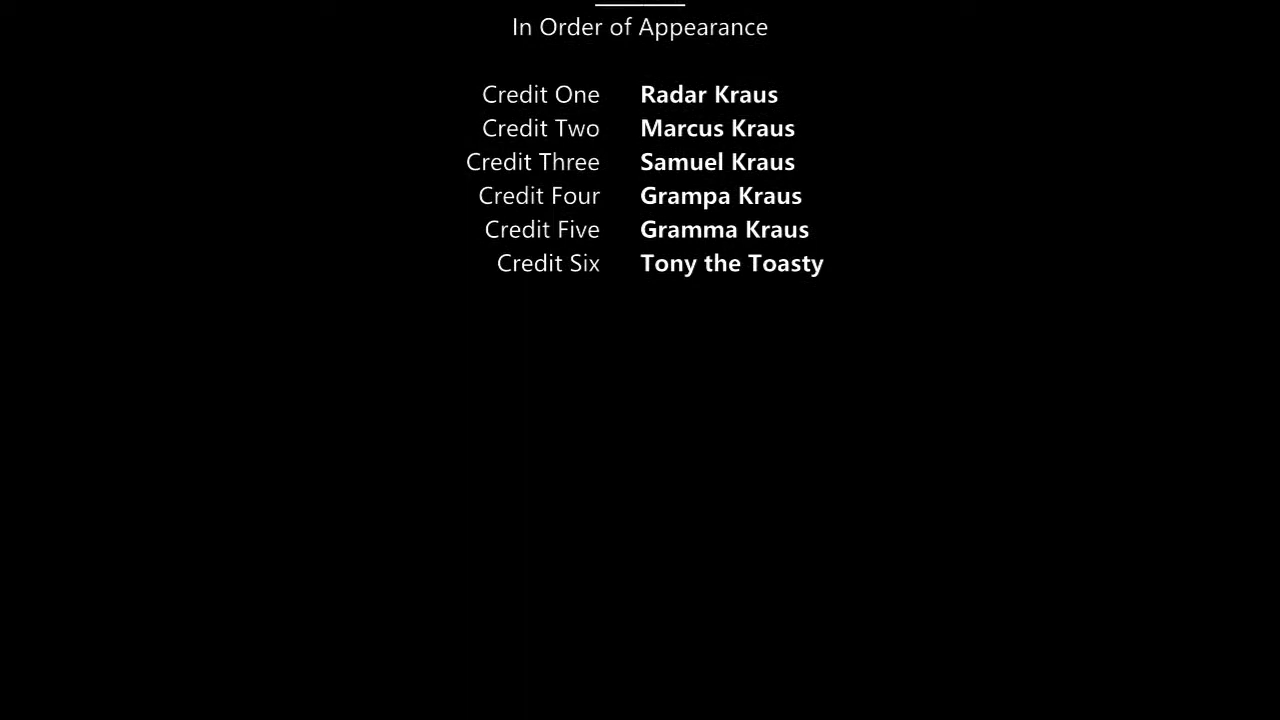 In Order of Appearance
Credit One Radar Kraus
Credit Two Marcus Kraus
Credit Three Samuel Kraus
Credit Four Grampa Kraus
Credit Five Gramma Kraus
Credit Six Tony the Toasty